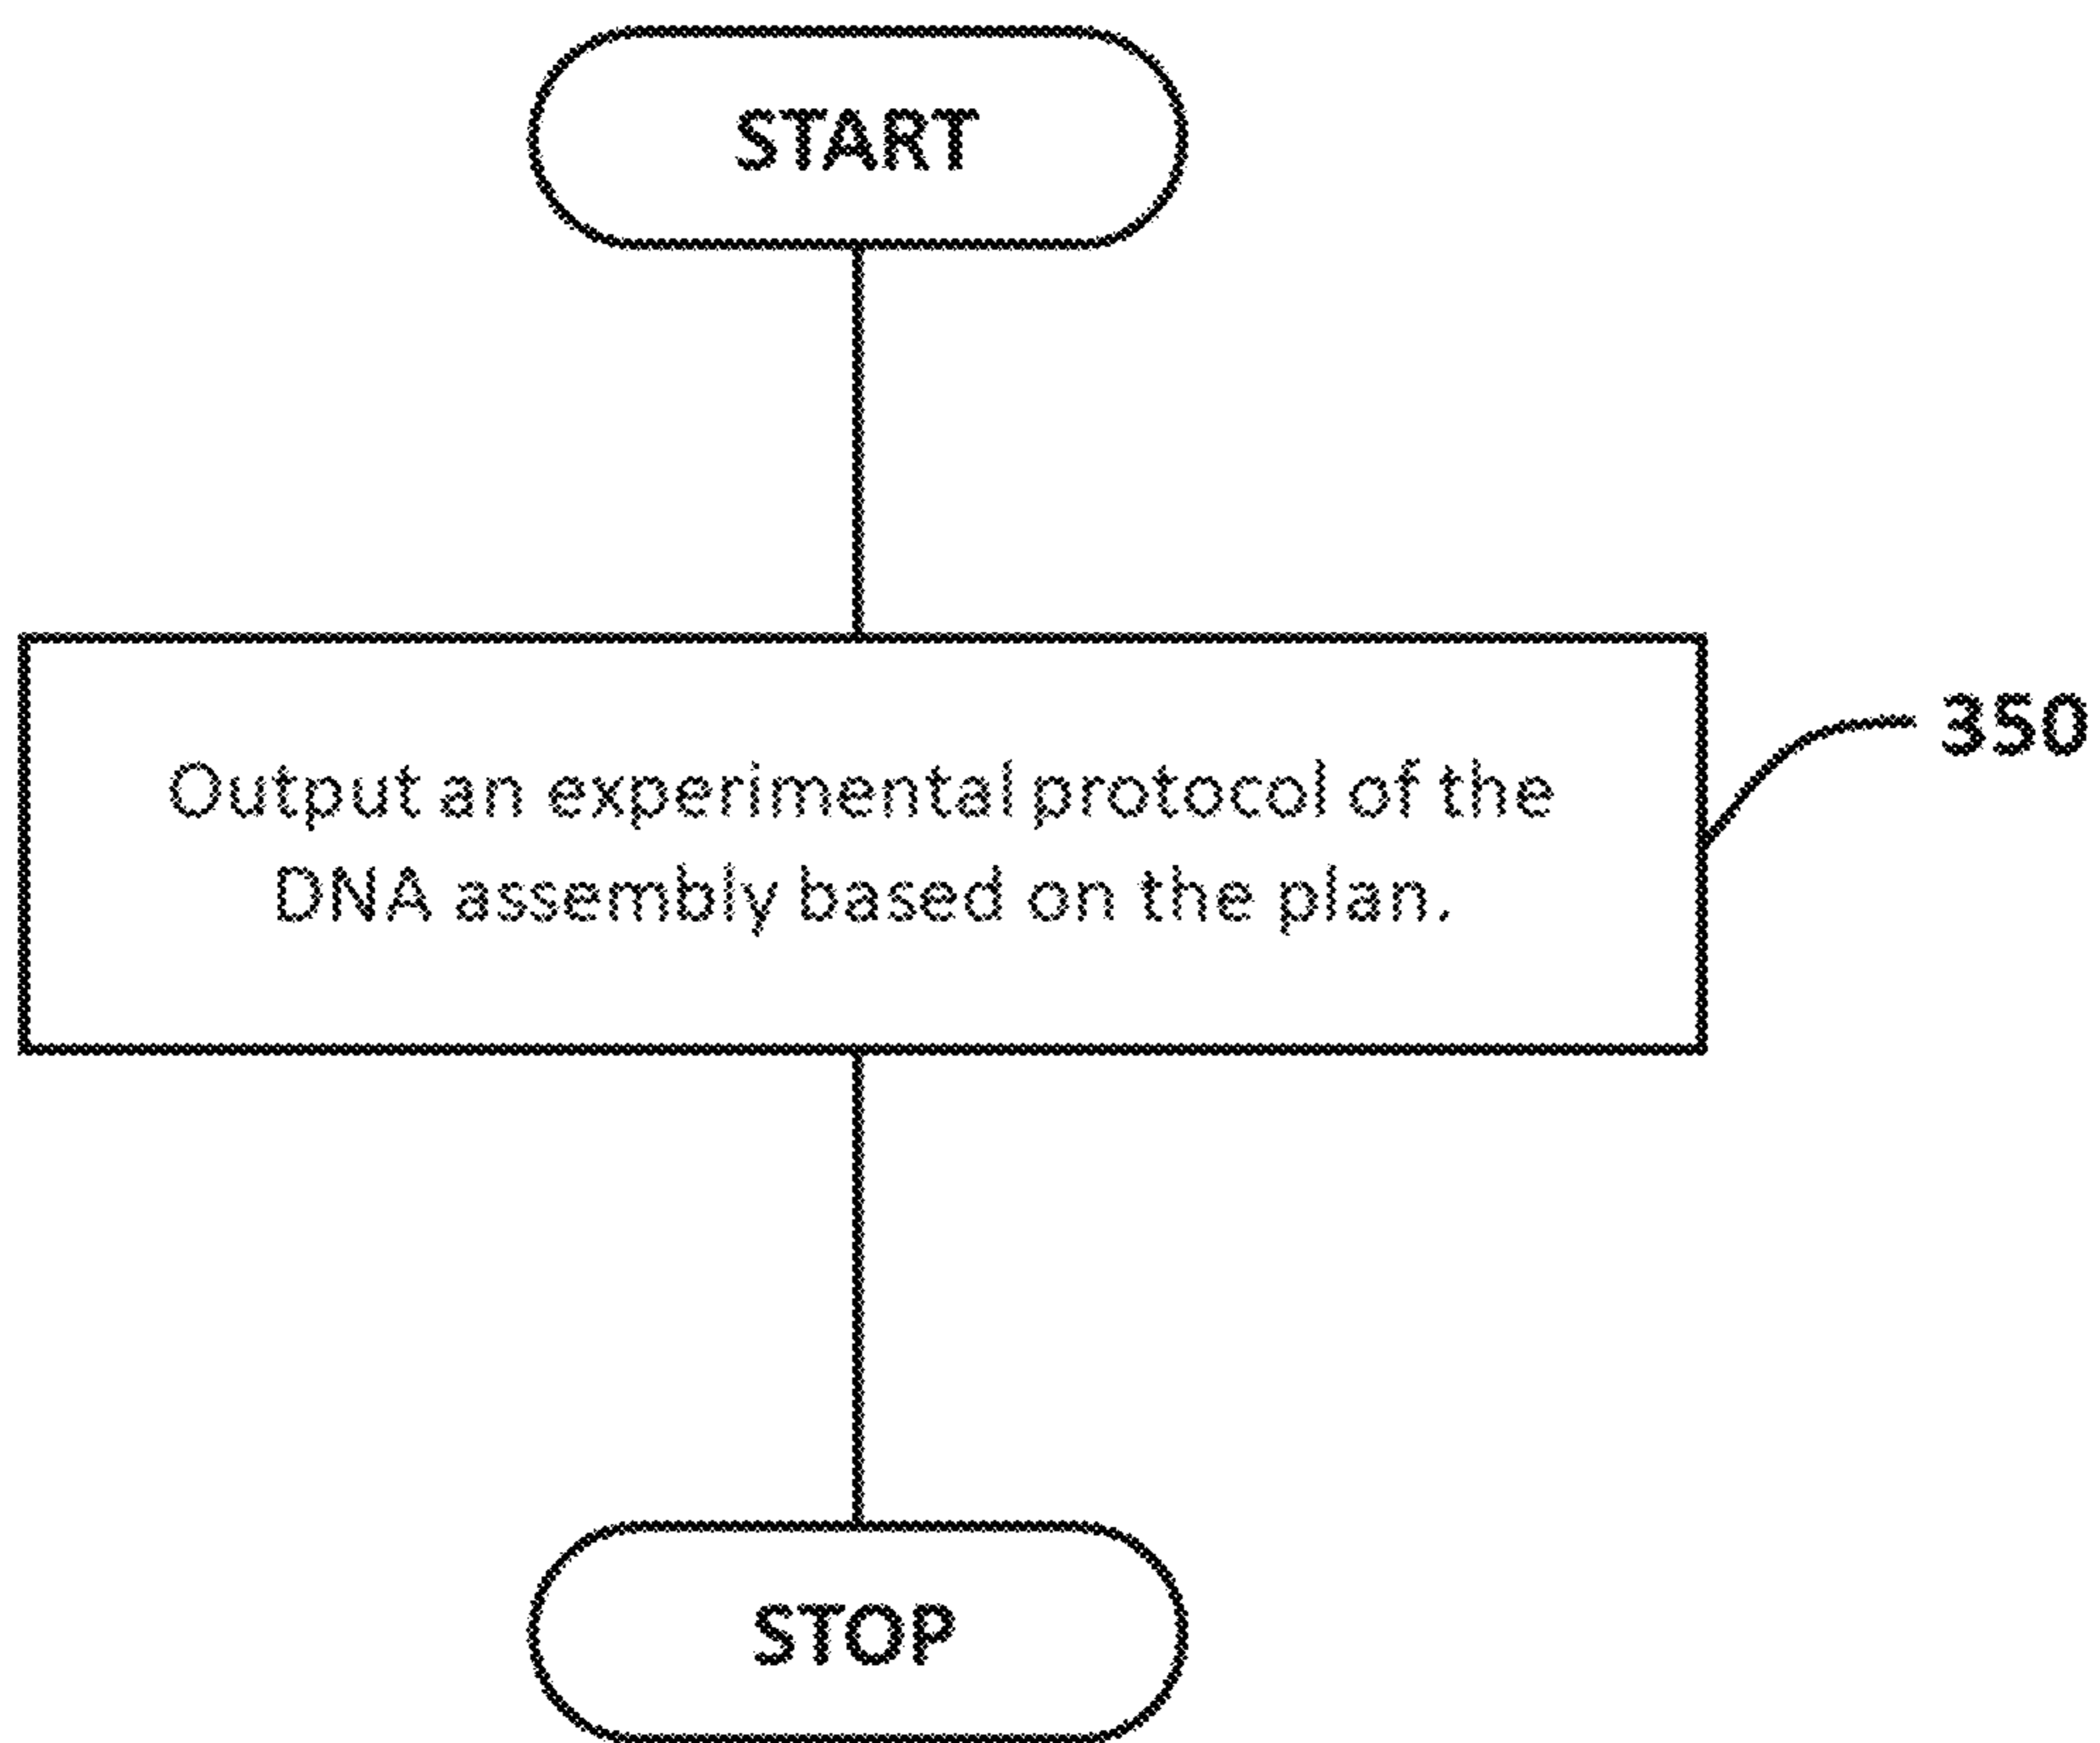 START
350
Output an experimental protocol of the
DNA assembly based on the plan.
STOP